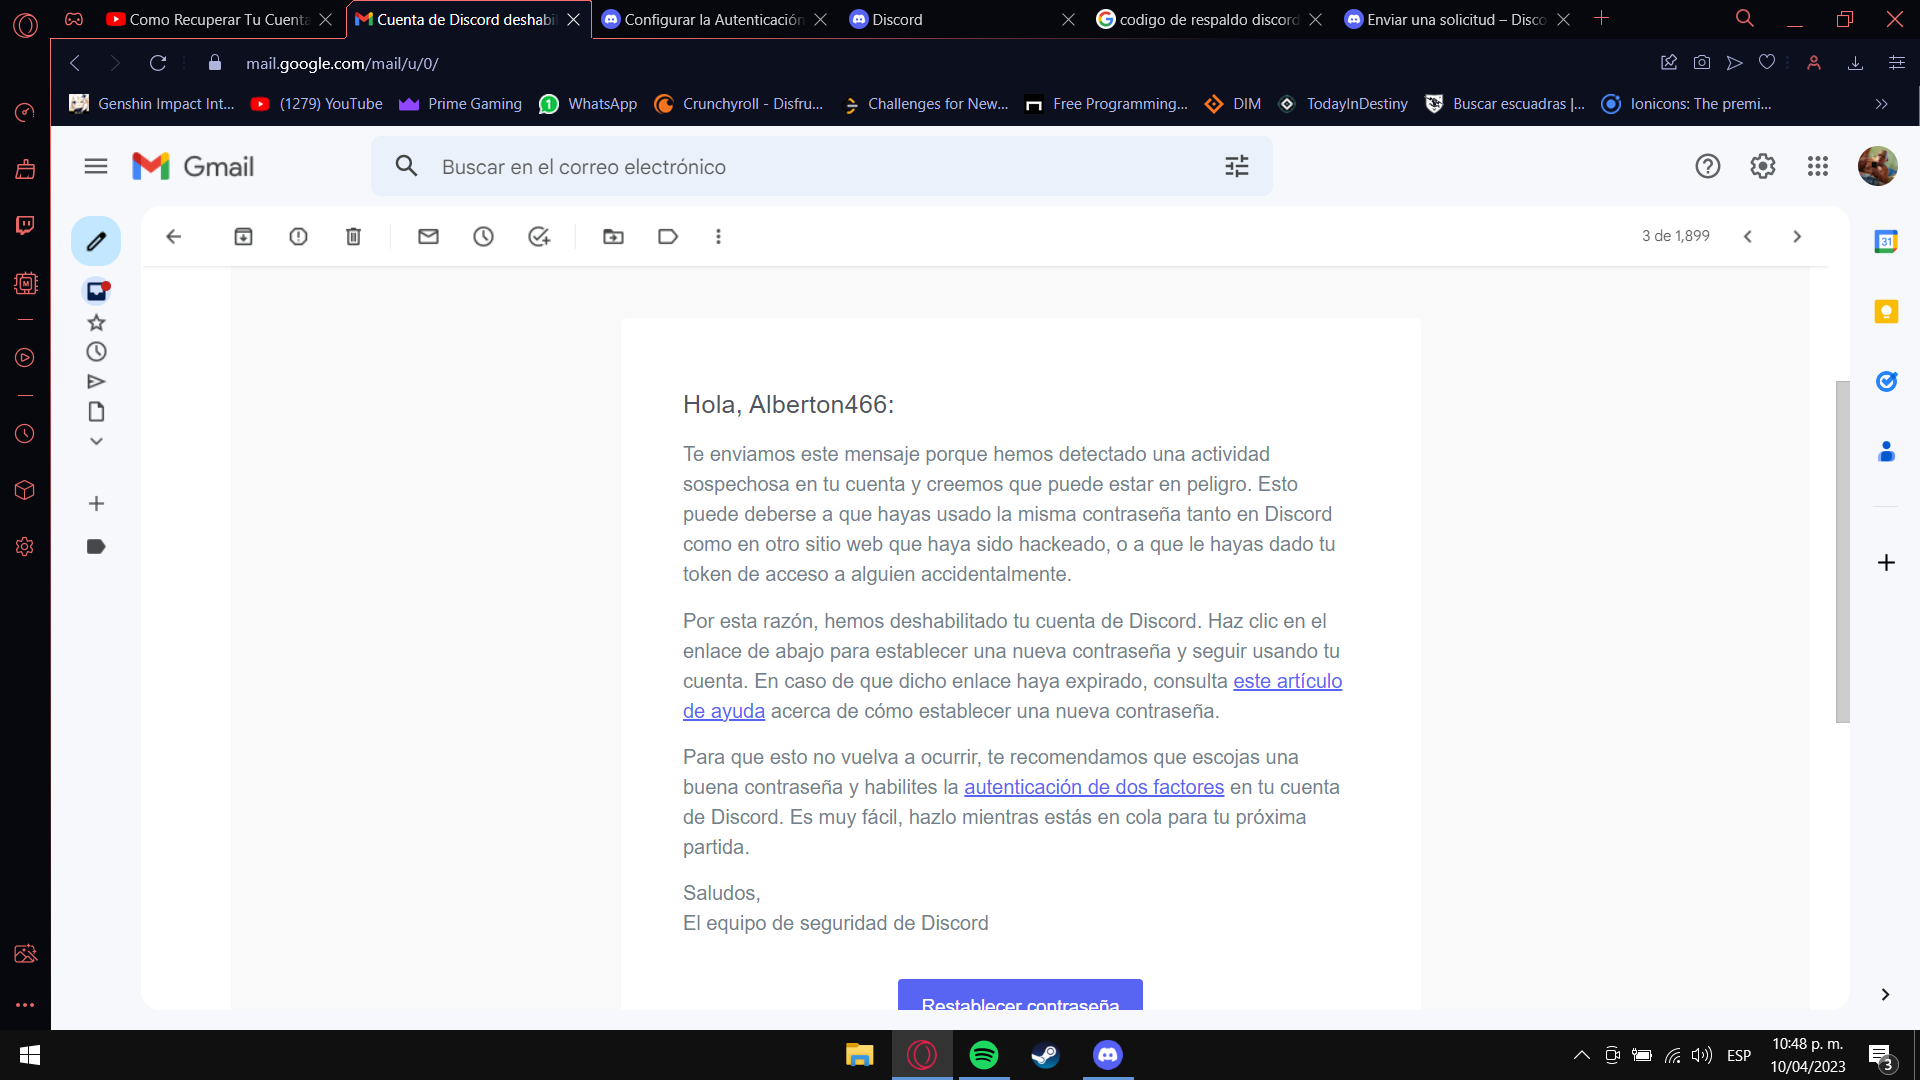 Como Recuperar Tu Cuenta
Cuenta de Discord deshabil
Configurar la Autenticación
Discord
codigo de respaldo discord
Enviar una solicitud – Disco
mail.google.com/mail/u/0/
Genshin Impact Int...
(1279) YouTube
Prime Gaming
WhatsApp
Crunchyroll - Disfru...
Challenges for New...
Free Programming...
DIM
TodayInDestiny
Buscar escuadras |...
Ionicons: The premi...
Gmail
Buscar en el correo electrónico
3 de 1,899
Hola, Alberton466:
Te enviamos este mensaje porque hemos detectado una actividad
sospechosa en tu cuenta y creemos que puede estar en peligro. Esto
puede deberse a que hayas usado la misma contraseña tanto en Discord
como en otro sitio web que haya sido hackeado, o a que le hayas dado tu
token de acceso a alguien accidentalmente.
Por esta razón, hemos deshabilitado tu cuenta de Discord. Haz clic en el
enlace de abajo para establecer una nueva contraseña y seguir usando tu
cuenta. En caso de que dicho enlace haya expirado, consulta este artículo
de ayuda acerca de cómo establecer una nueva contraseña.
Para que esto no vuelva a ocurrir, te recomendamos que escojas una
buena contraseña y habilites la autenticación de dos factores en tu cuenta
de Discord. Es muy fácil, hazlo mientras estás en cola para tu próxima
partida.
Saludos,
El equipo de seguridad de Discord
Restablecer contraseña
ESP
10:48 p. m.
10/04/2023
3